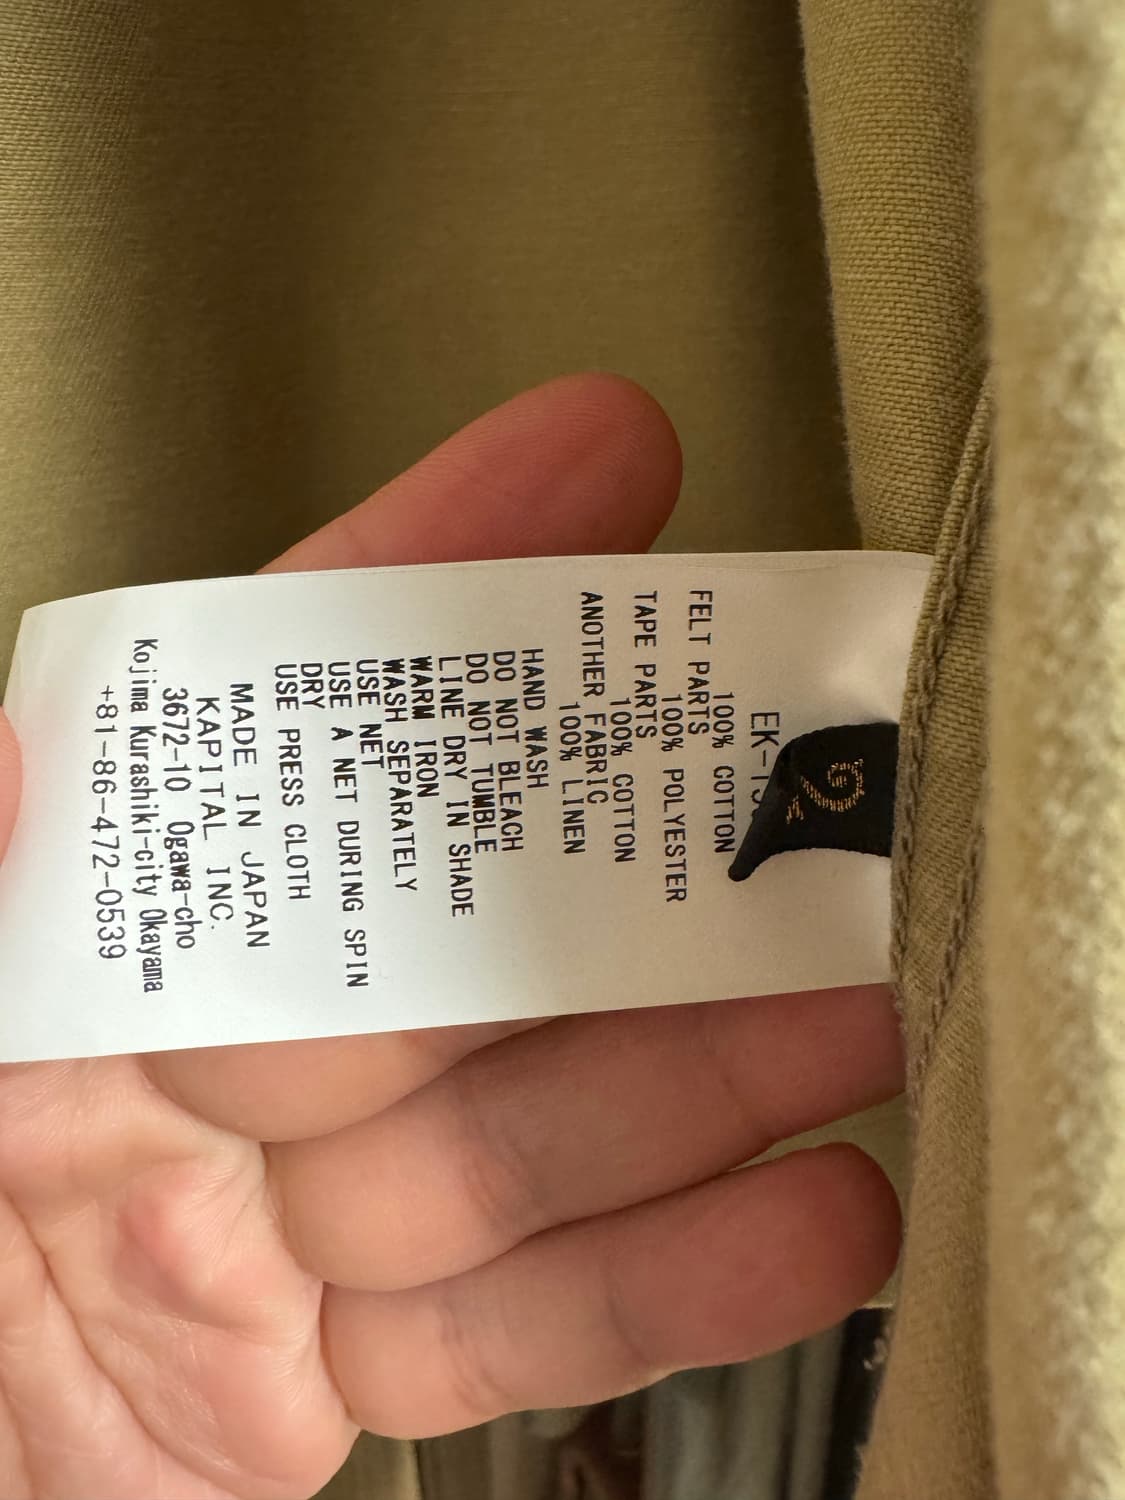 100% COTTON
FELT PARTS
100% POLYESTER
TAPE PARTS
100% COTTON
ANOTHER FABRIC
100% LINEN
HAND WASH
DO NOT BLEACH
DO NOT TUMBLE
LINE DRY IN SHADE
WARM IRON
WASH SEPARATELY
USE NET
USE A NET DURING SPIN
DRY
USE PRESS CLOTH
MADE IN JAPAN
KAPITAL INC.
3672-10 Ogawa-cho
Kojima Kurashiki-city Okayama
+81-86-472-0539